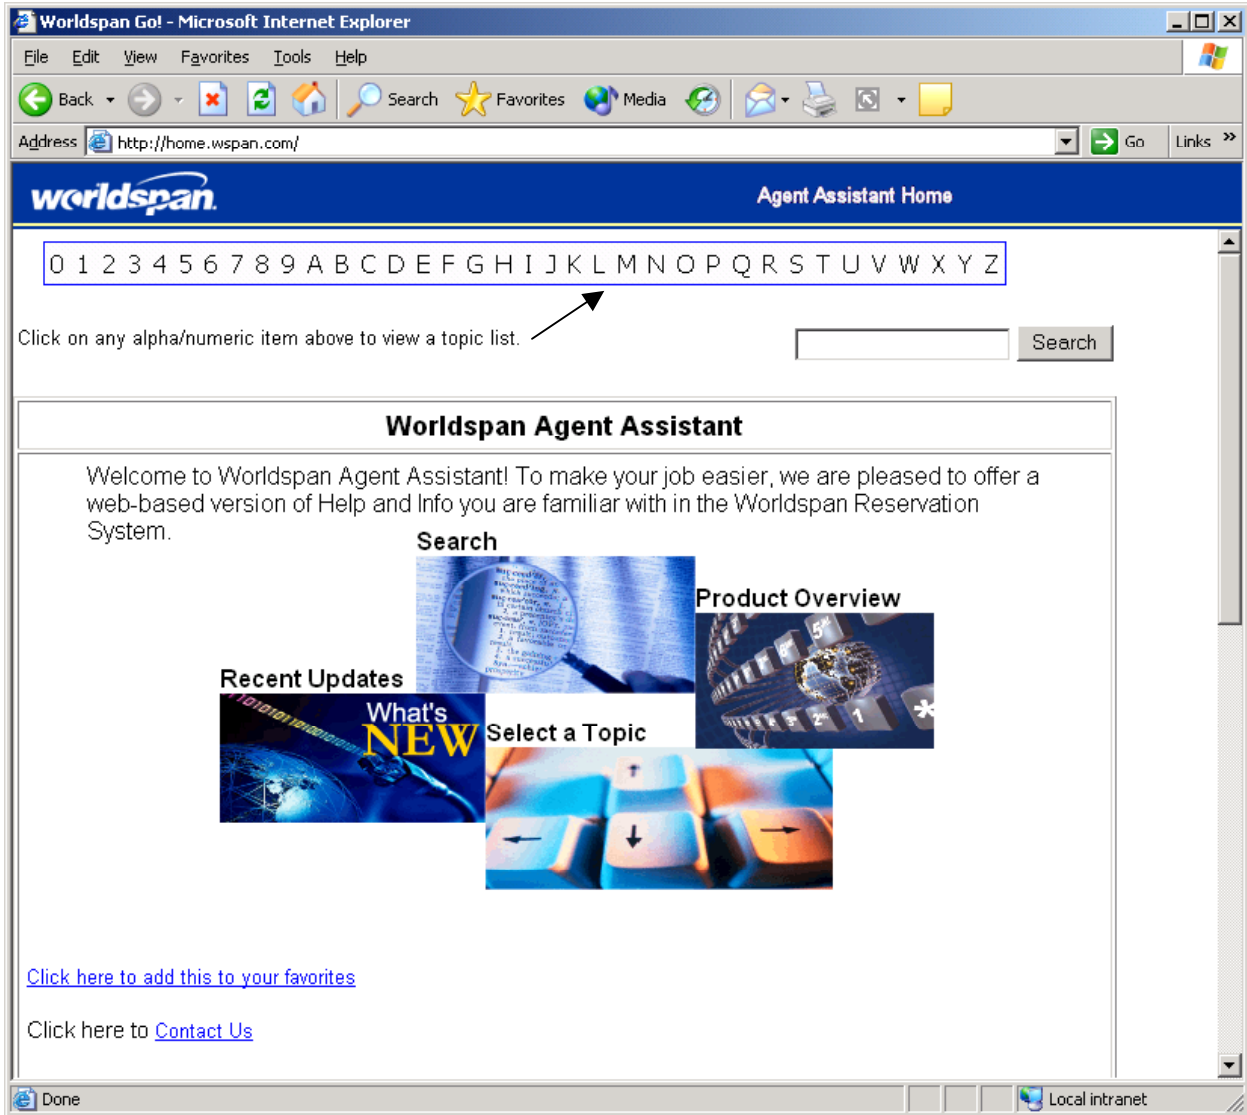 Worldspan Go! - Microsoft Internet Explorer
File Edit View Favorites Tools Help
Back Search Favorites Media
Address http://home.wspan.com/ Go Links »
worldspan. Agent Assistant Home
0 1 2 3 4 5 6 7 8 9 A B C D E F G H I J K L M N O P Q R S T U V W X Y Z
Click on any alpha/numeric item above to view a topic list. Search
Worldspan Agent Assistant
Welcome to Worldspan Agent Assistant! To make your job easier, we are pleased to offer a
web-based version of Help and Info you are familiar with in the Worldspan Reservation
System.
Search
Product Overview
Recent Updates
What's
NEW
Select a Topic
Click here to add this to your favorites
Click here to Contact Us
Done Local intranet